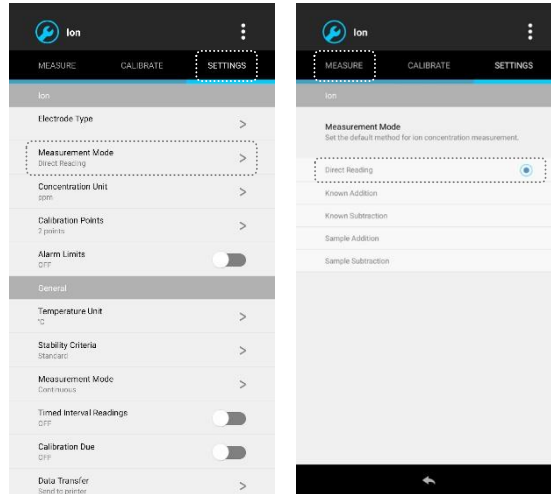 Ion
MEASURE CALIBRATE SETTINGS
Ion
Electrode Type
Measurement Mode
Direct Reading
Concentration Unit
ppm
Calibration Points
2 points
Alarm Limits
OFF
General
Temperature Unit
°C
Stability Criteria
Standard
Measurement Mode
Continuous
Timed Interval Readings
OFF
Calibration Due
OFF
Data Transfer
Send to printer
Ion
MEASURE CALIBRATE SETTINGS
Ion
Measurement Mode
Set the default method for ion concentration measurement.
Direct Reading
Known Addition
Known Subtraction
Sample Addition
Sample Subtraction